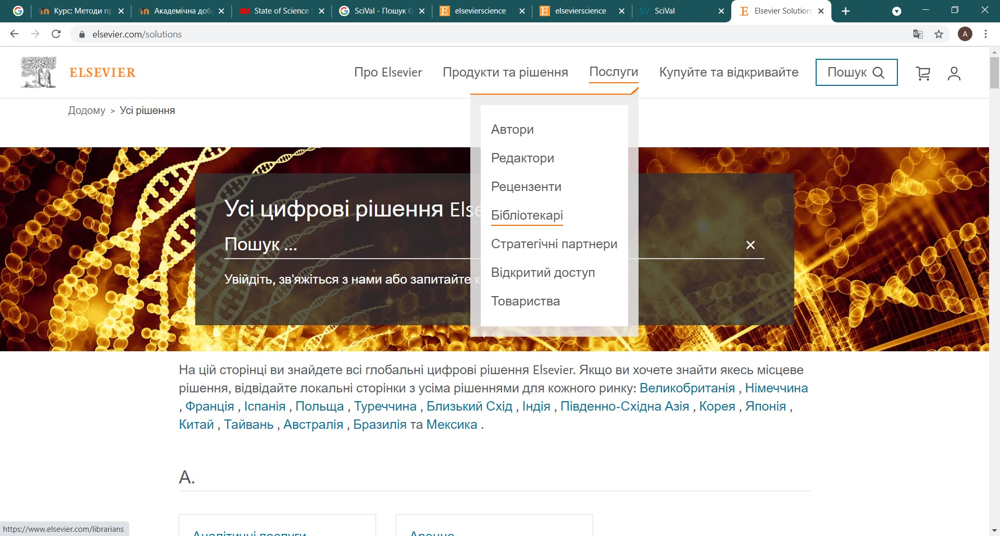 Курс: Методи пр
Академічна доб
State of Science S
SciVal - Пошук G
elsevierscience
elsevierscience
SciVal
Elsevier Solution
elsevier.com/solutions
A
ELSEVIER
Про Elsevier
Продукти та рішення
Послуги
Купуйте та відкривайте
Пошук
Додому > Усі рішення
Автори
Редактори
Рецензенти
Бібліотекарі
Стратегічні партнери
Відкритий доступ
Товариства
Усі цифрові рішення Else
Пошук ...
Увійдіть, зв'яжіться з нами або запитайте к
На цій сторінці ви знайдете всі глобальні цифрові рішення Elsevier. Якщо ви хочете знайти якесь місцеве
рішення, відвідайте локальні сторінки з усіма рішеннями для кожного ринку: Великобританія , Німеччина
, Франція , Іспанія , Польща , Туреччина , Близький Схід , Індія , Південно-Східна Азія , Корея , Японія ,
Китай , Тайвань , Австралія , Бразилія та Мексика .
А.
Аналітичні послуги
https://www.elsevier.com/librarians